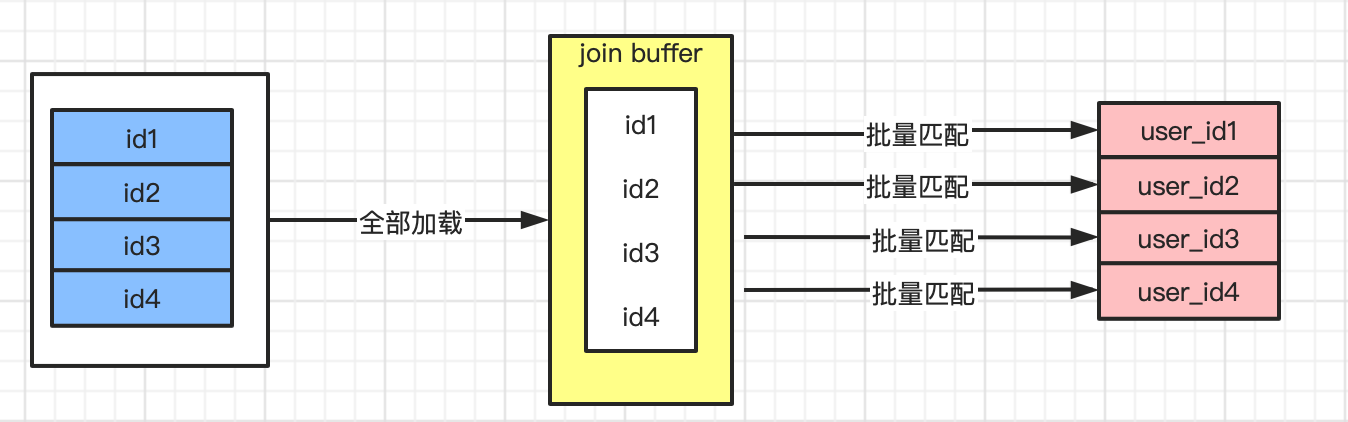 id1
id2
id3
id4
全部加载
join buffer
id1
id2
id3
id4
批量匹配
批量匹配
批量匹配
批量匹配
user_id1
user_id2
user_id3
user_id4